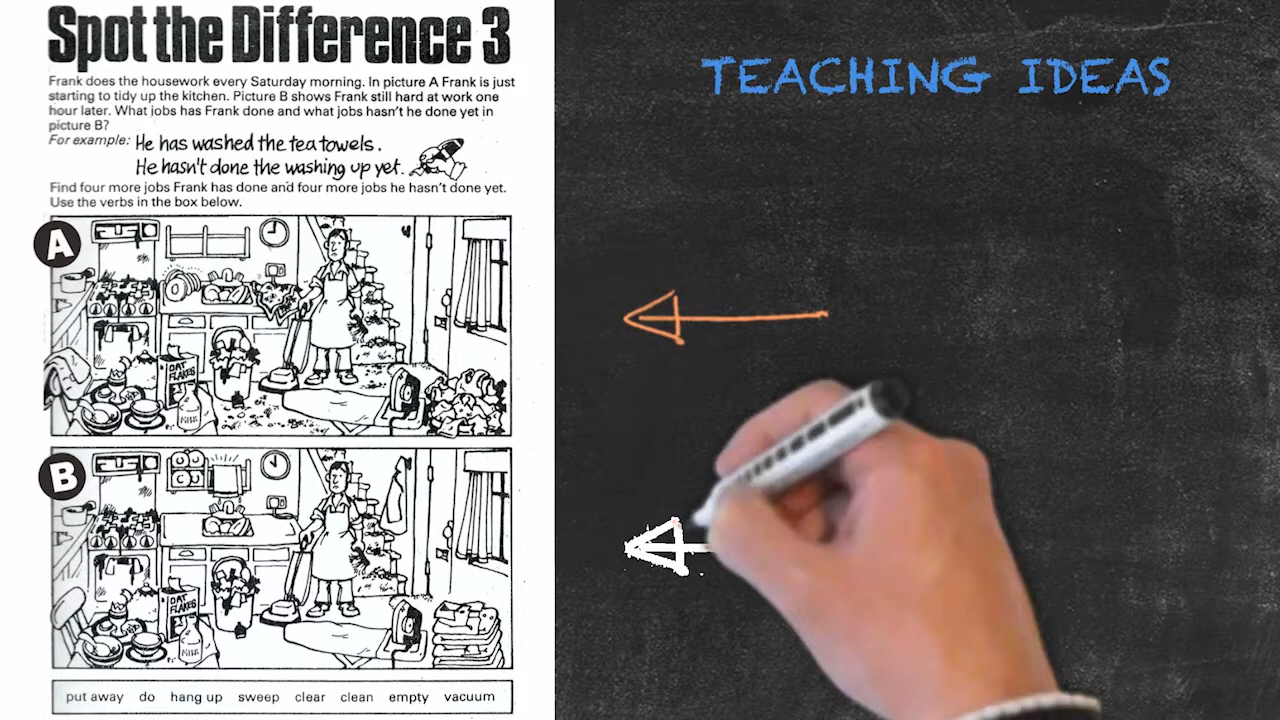 Spot the Difference 3
Frank does the housework every Saturday morning. In picture A Frank is just
starting to tidy up the kitchen. Picture B shows Frank still hard at work one
hour later. What jobs has Frank done and what jobs hasn't he done yet in
picture B?
For example: He has washed the tea towels.
He hasn't done the washing up yet.
Find four more jobs Frank has done and four more jobs he hasn't done yet.
Use the verbs in the box below.
A
OAT
FLAKES
MILK
B
OAT
FLAKES
MILK
put away do hang up sweep clear clean empty vacuum
TEACHING IDEAS